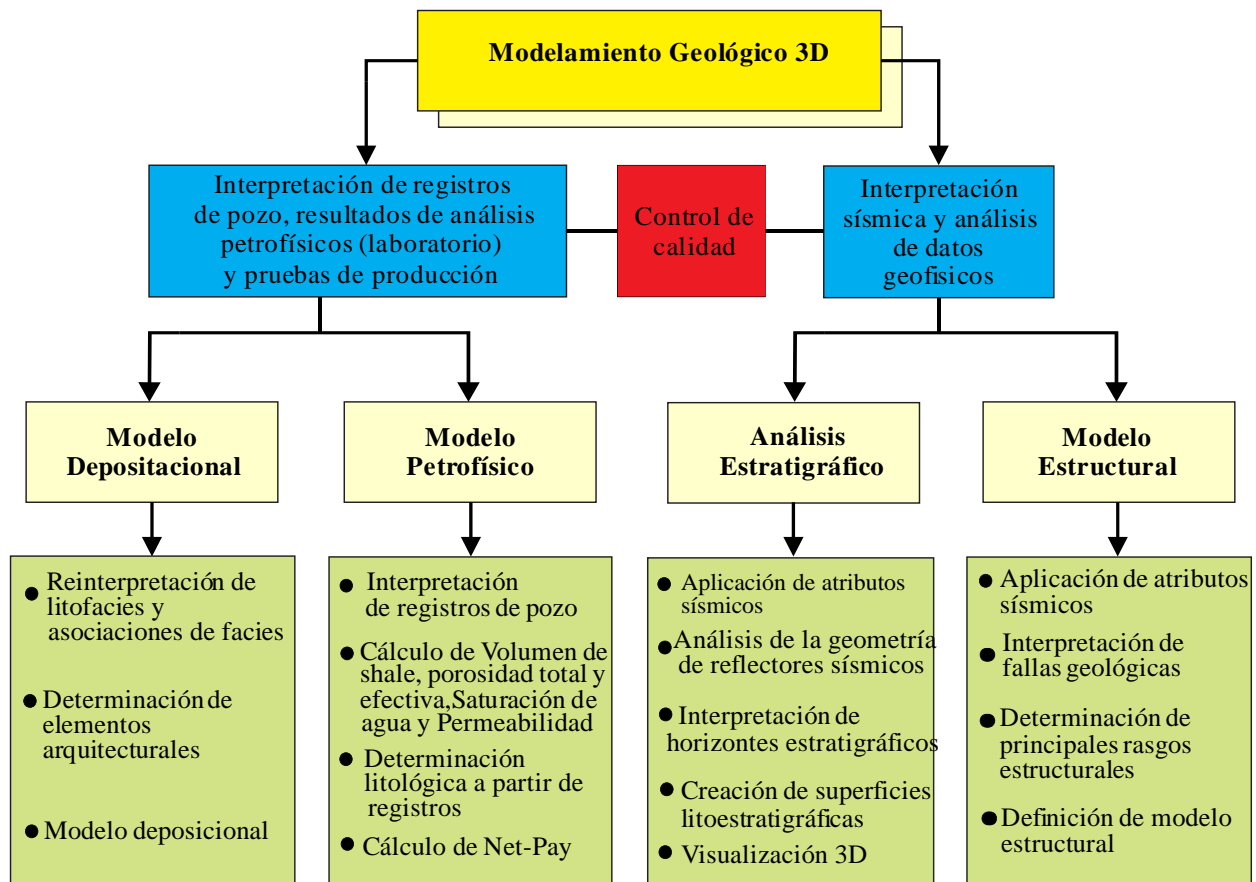 Modelamiento Geológico 3D
Interpretación de registros
de pozo, resultados de análisis
petrofísicos (laboratorio)
y pruebas de producción
Control de
calidad
Interpretación
sísmica y análisis
de datos
geofisicos
Modelo
Depositacional
Modelo
Petrofísico
Análisis
Estratigráfico
Modelo
Estructural
● Reinterpretación de
litofacies y
asociaciones de facies
● Determinación de
elementos
arquitecturales
● Modelo deposicional
● Interpretación
de registros de pozo
● Cálculo de Volumen de
shale, porosidad total y
efectiva,Saturación de
agua y Permeabilidad
● Determinación
litológica a partir de
registros
● Cálculo de Net-Pay
● Aplicación de atributos
sísmicos
● Análisis de la geometría
de reflectores sísmicos
● Interpretación de
horizontes estratigráficos
● Creación de superficies
litoestratigráficas
● Visualización 3D
● Aplicación de atributos
sísmicos
● Interpretación de
fallas geológicas
● Determinación de
principales rasgos
estructurales
● Definición de modelo
estructural